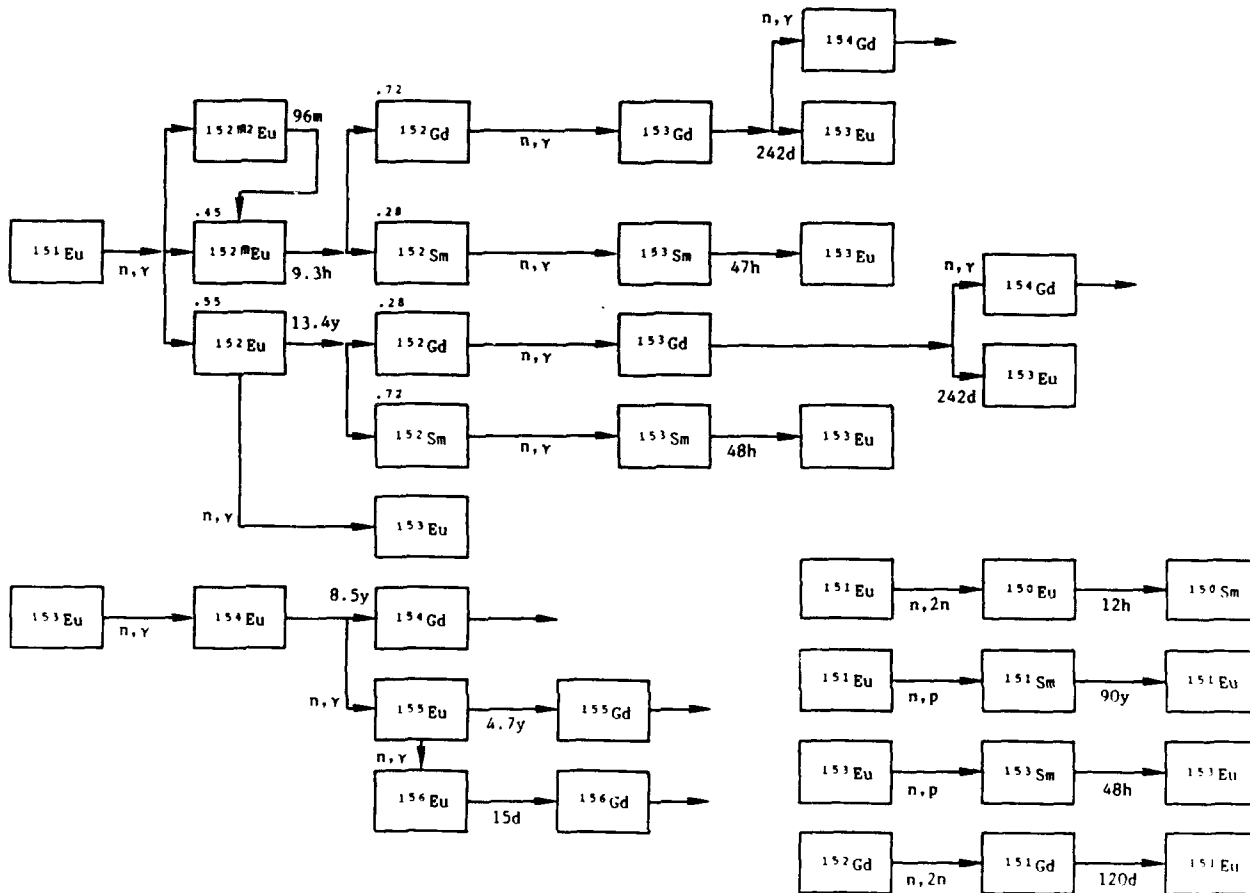 n,γ
¹⁵⁴Gd
.72
¹⁵²ᵐ²Eu
96m
¹⁵²Gd
n,γ
¹⁵³Gd
242d
¹⁵³Eu
.45
.28
¹⁵¹Eu
n,γ
¹⁵²ᵐEu
9.3h
¹⁵²Sm
n,γ
¹⁵³Sm
47h
¹⁵³Eu
n,γ
¹⁵⁴Gd
.55
13.4y
.28
¹⁵²Eu
¹⁵²Gd
n,γ
¹⁵³Gd
242d
¹⁵³Eu
.72
¹⁵²Sm
n,γ
¹⁵³Sm
48h
¹⁵³Eu
n,γ
¹⁵³Eu
¹⁵³Eu
n,γ
¹⁵⁴Eu
8.5y
¹⁵⁴Gd
n,γ
¹⁵⁵Eu
4.7y
¹⁵⁵Gd
n,γ
¹⁵⁶Eu
15d
¹⁵⁶Gd
¹⁵¹Eu
n,2n
¹⁵⁰Eu
12h
¹⁵⁰Sm
¹⁵¹Eu
n,p
¹⁵¹Sm
90y
¹⁵¹Eu
¹⁵³Eu
n,p
¹⁵³Sm
48h
¹⁵³Eu
¹⁵²Gd
n,2n
¹⁵¹Gd
120d
¹⁵¹Eu